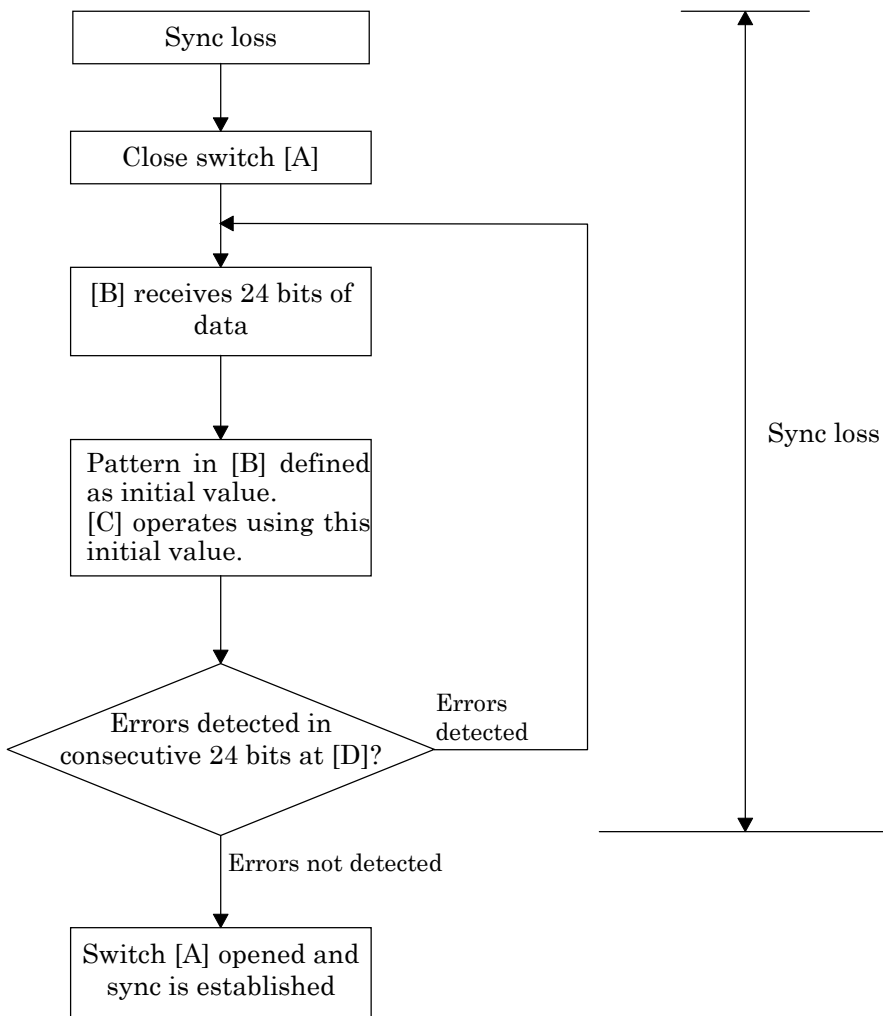 Sync loss
Close switch [A]
[B] receives 24 bits of
data
Pattern in [B] defined
as initial value.
[C] operates using this
initial value.
Sync loss
Errors detected in
consecutive 24 bits at [D]?
Errors
detected
Errors not detected
Switch [A] opened and
sync is established